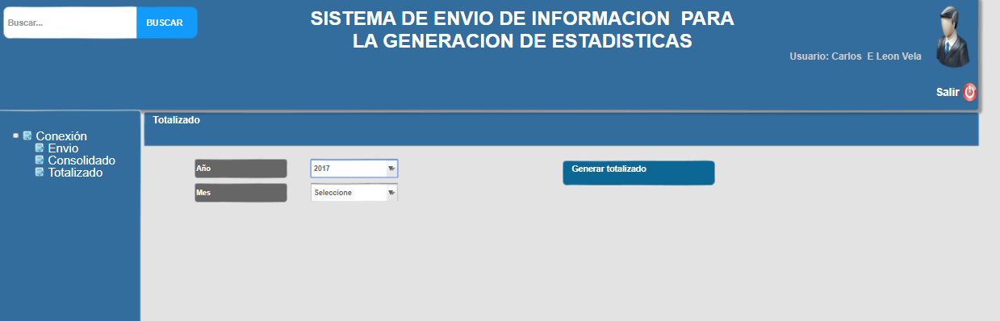 Buscar...
BUSCAR
SISTEMA DE ENVIO DE INFORMACION PARA
LA GENERACION DE ESTADISTICAS
Usuario: Carlos E Leon Vela
Salir
Conexión
Envio
Consolidado
Totalizado
Totalizado
Año
2017
Generar totalizado
Mes
Seleccione